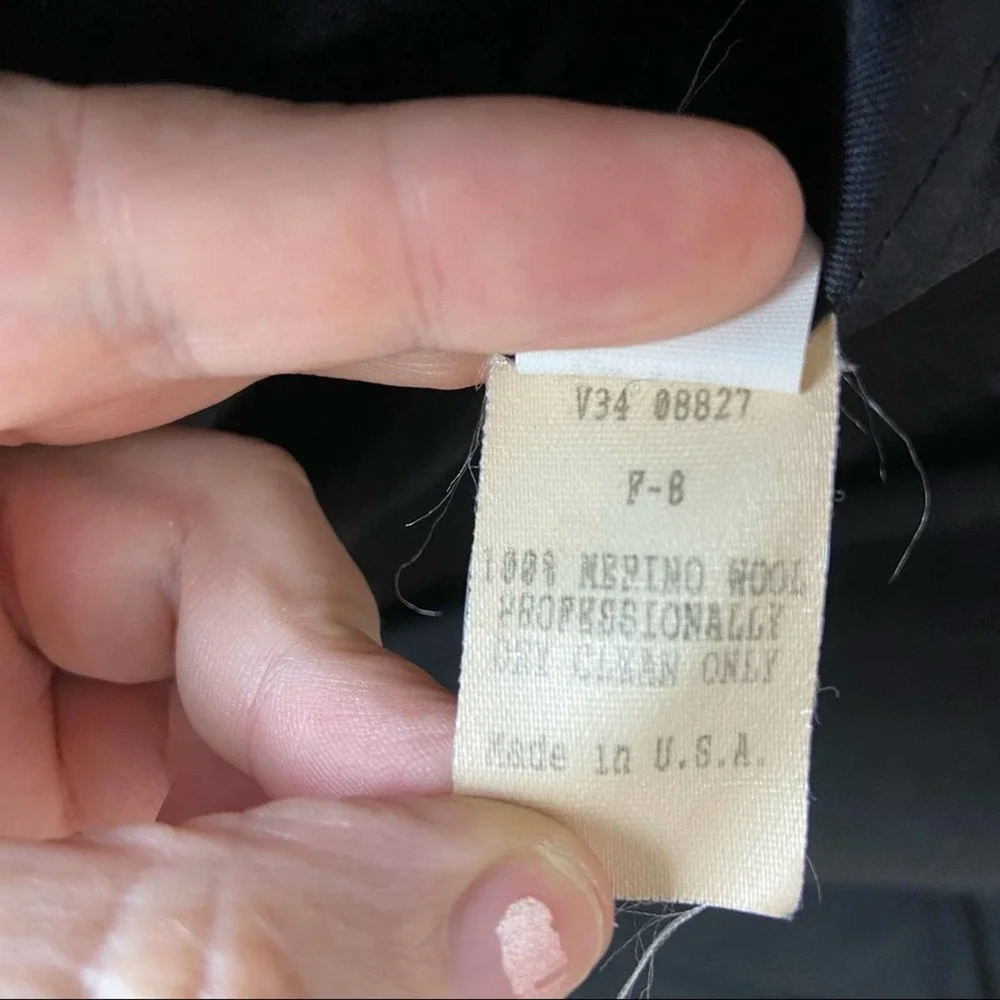 V34 08827
F-8
100% MERINO WOOL
PROFESSIONALLY
DRY CLEAN ONLY
Made in U.S.A.